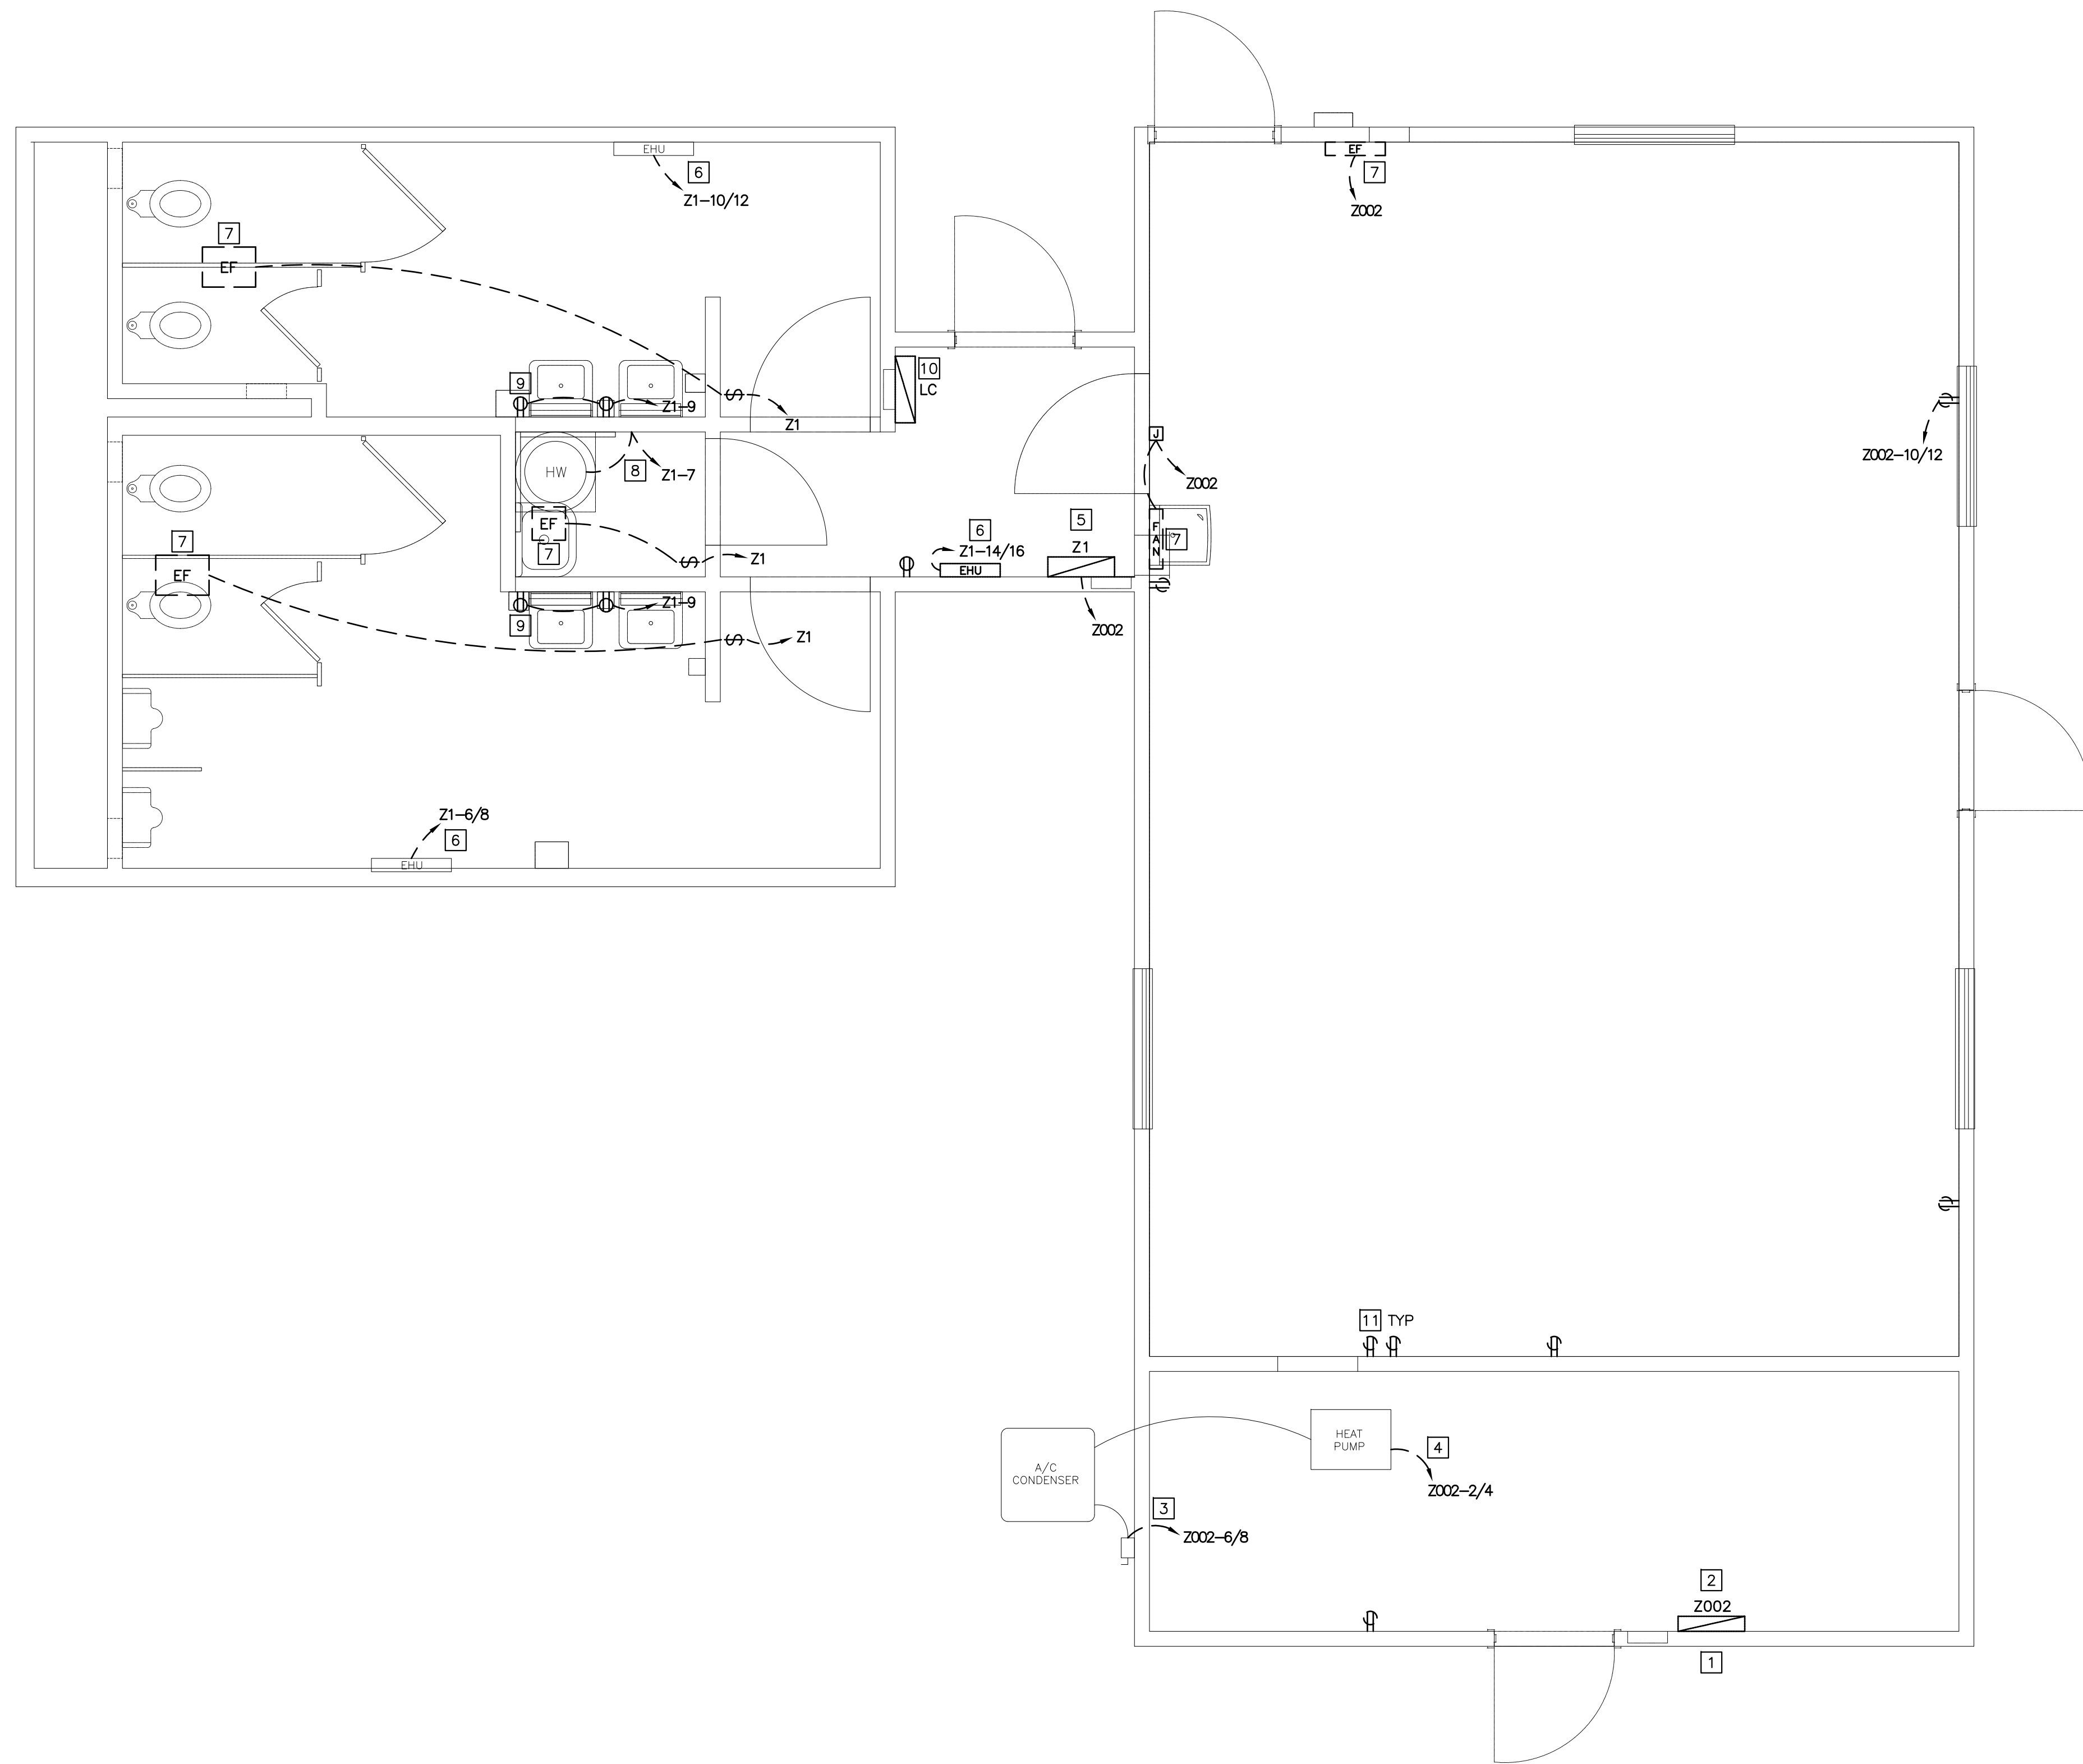 EHU
6
Z1-10/12
EF
7
Z002
7
EF
10
LC
9
Z1-9
Z1
J
Z002
Z002-10/12
HW
8
Z1-7
EF
7
Z1
6
Z1-14/16
EHU
5
Z1
FAN
7
7
EF
9
Z1-9
Z1
Z002
Z1-6/8
6
EHU
11 TYP
HEAT
PUMP
4
Z002-2/4
A/C
CONDENSER
3
Z002-6/8
2
Z002
1